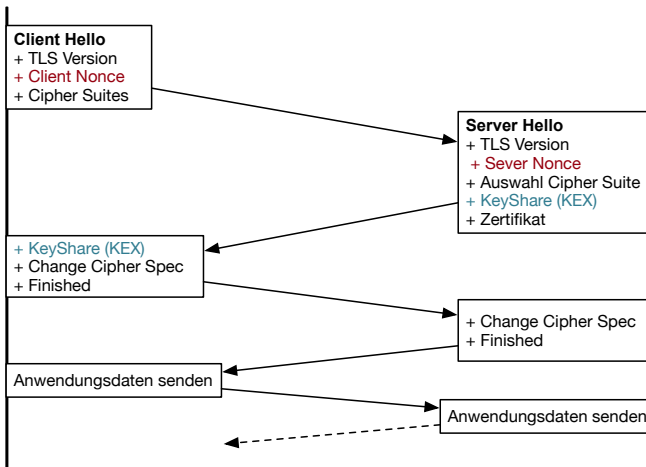 Client Hello
+ TLS Version
+ Client Nonce
+ Cipher Suites
Server Hello
+ TLS Version
+ Sever Nonce
+ Auswahl Cipher Suite
+ KeyShare (KEX)
+ Zertifikat
+ KeyShare (KEX)
+ Change Cipher Spec
+ Finished
+ Change Cipher Spec
+ Finished
Anwendungsdaten senden
Anwendungsdaten senden